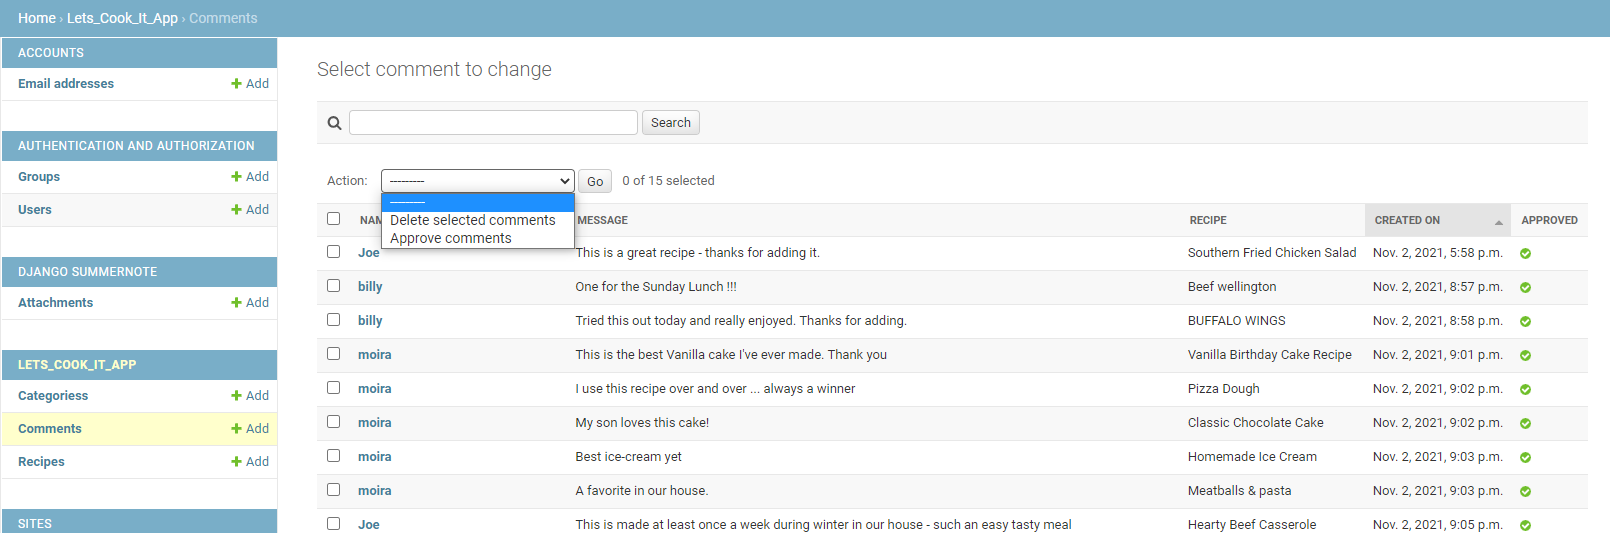 Home › Lets_Cook_It_App › Comments
ACCOUNTS
Email addresses + Add
AUTHENTICATION AND AUTHORIZATION
Groups + Add
Users + Add
DJANGO SUMMERNOTE
Attachments + Add
LETS_COOK_IT_APP
Categoriess + Add
Comments + Add
Recipes + Add
SITES
Select comment to change
Search
Action: --------- Go 0 of 15 selected
---------
Delete selected comments
Approve comments
MESSAGE RECIPE CREATED ON APPROVED
Joe This is a great recipe - thanks for adding it. Southern Fried Chicken Salad Nov. 2, 2021, 5:58 p.m.
billy One for the Sunday Lunch !!! Beef wellington Nov. 2, 2021, 8:57 p.m.
billy Tried this out today and really enjoyed. Thanks for adding. BUFFALO WINGS Nov. 2, 2021, 8:58 p.m.
moira This is the best Vanilla cake I've ever made. Thank you Vanilla Birthday Cake Recipe Nov. 2, 2021, 9:01 p.m.
moira I use this recipe over and over ... always a winner Pizza Dough Nov. 2, 2021, 9:02 p.m.
moira My son loves this cake! Classic Chocolate Cake Nov. 2, 2021, 9:02 p.m.
moira Best ice-cream yet Homemade Ice Cream Nov. 2, 2021, 9:03 p.m.
moira A favorite in our house. Meatballs & pasta Nov. 2, 2021, 9:03 p.m.
Joe This is made at least once a week during winter in our house - such an easy tasty meal Hearty Beef Casserole Nov. 2, 2021, 9:05 p.m.